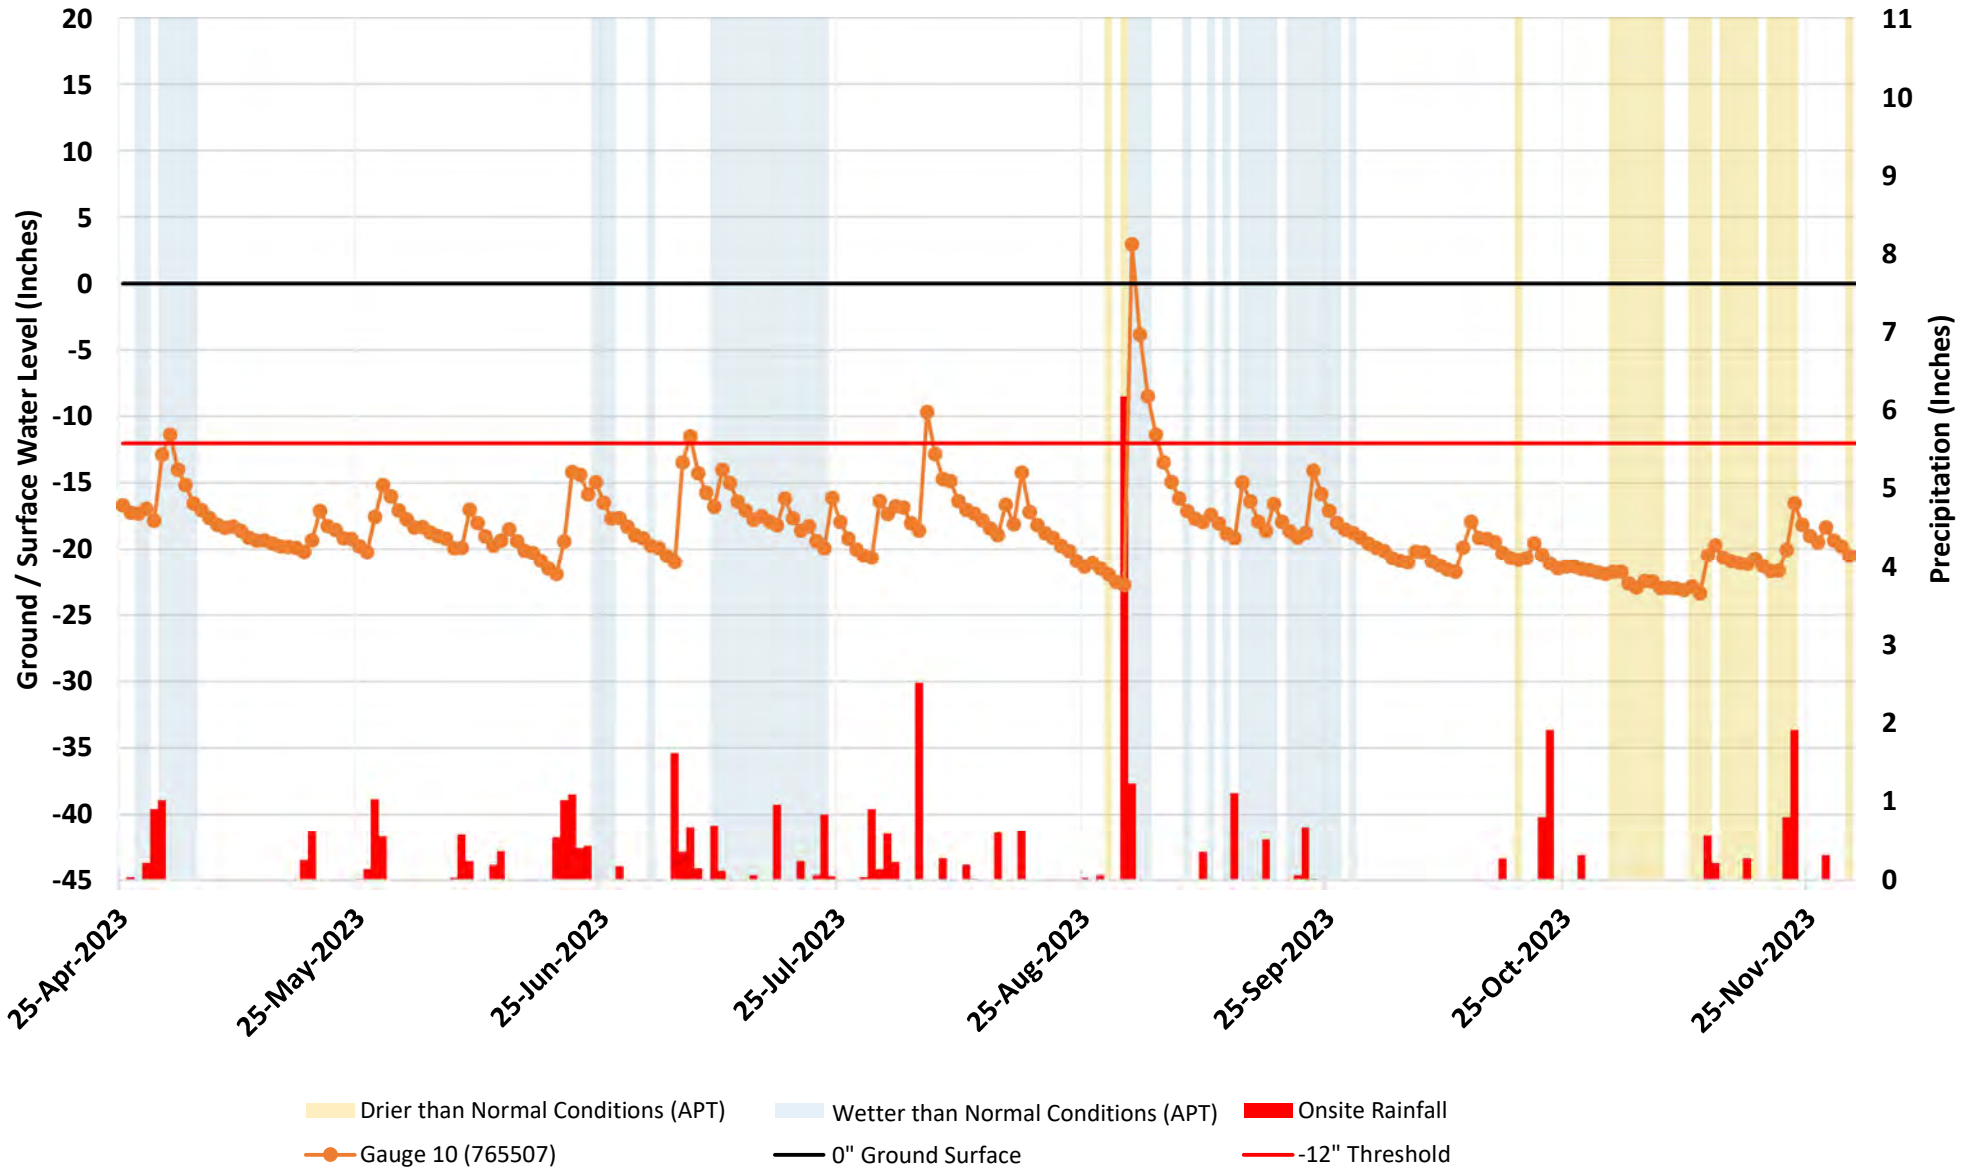 20
15
10
5
0
-5
-10
-15
-20
-25
-30
-35
-40
-45
Ground / Surface Water Level (Inches)
11
10
9
8
7
6
5
4
3
2
1
0
Precipitation (Inches)
25-Apr-2023
25-May-2023
25-Jun-2023
25-Jul-2023
25-Aug-2023
25-Sep-2023
25-Oct-2023
25-Nov-2023
Drier than Normal Conditions (APT)
Wetter than Normal Conditions (APT)
Onsite Rainfall
Gauge 10 (765507)
0" Ground Surface
-12" Threshold